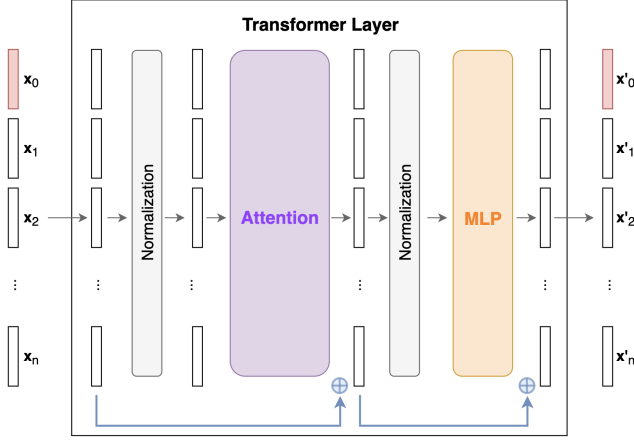 Transformer Layer
x0
x'0
x1
x'1
x2
Normalization
Attention
Normalization
MLP
x'2
...
...
...
...
...
...
xn
x'n